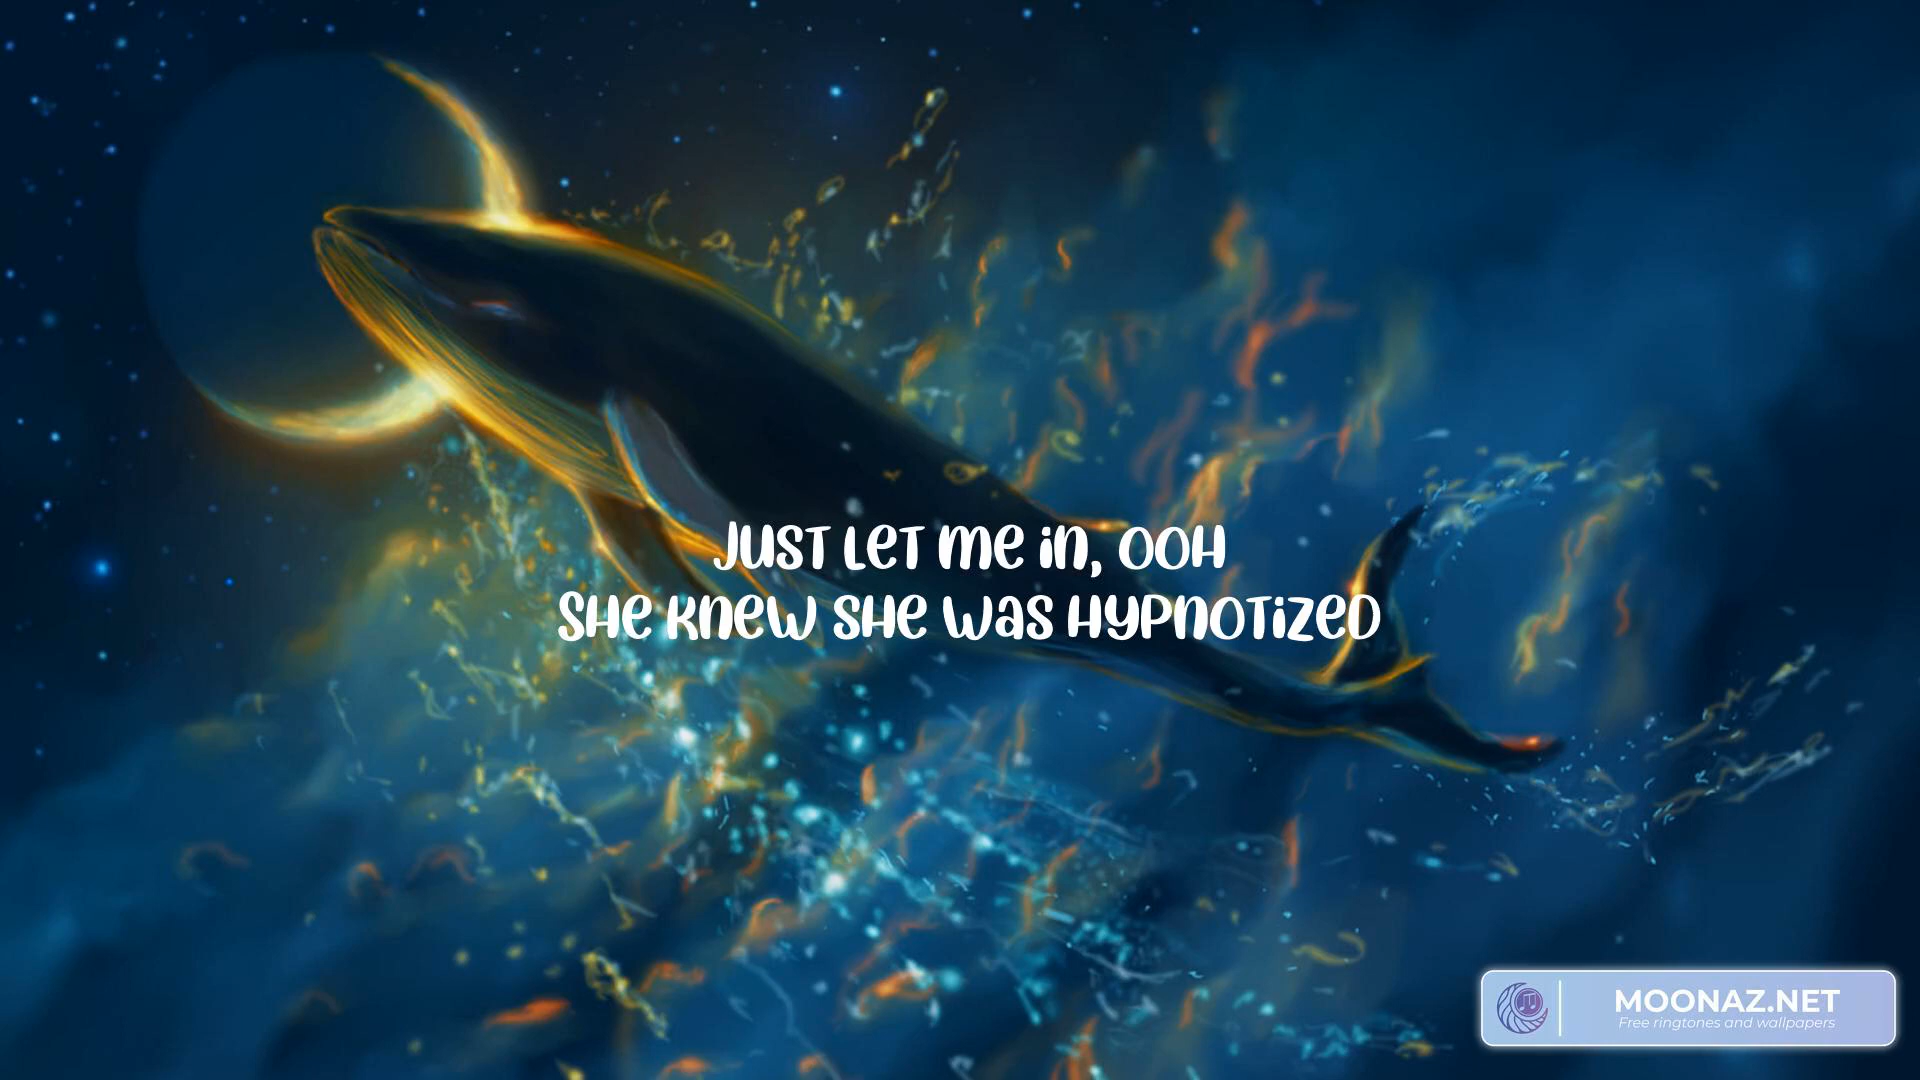 JUST LET ME IN, OOH
SHE KNEW SHE WAS HYPNOTIZED
MOONAZ.NET
Free ringtones and wallpapers